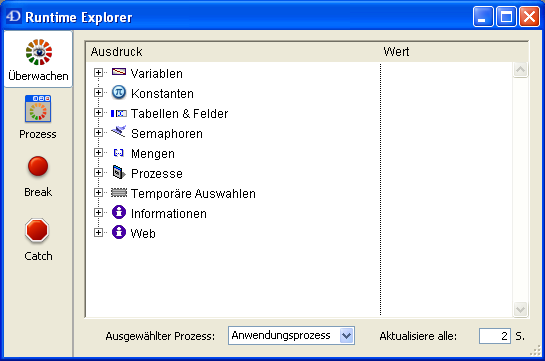 4D Runtime Explorer
Ausdruck Wert
Überwachen
Prozess
Break
Catch
Variablen
Konstanten
Tabellen & Felder
Semaphoren
Mengen
Prozesse
Temporäre Auswahlen
Informationen
Web
Ausgewählter Prozess: Anwendungsprozess Aktualisiere alle: 2 S.